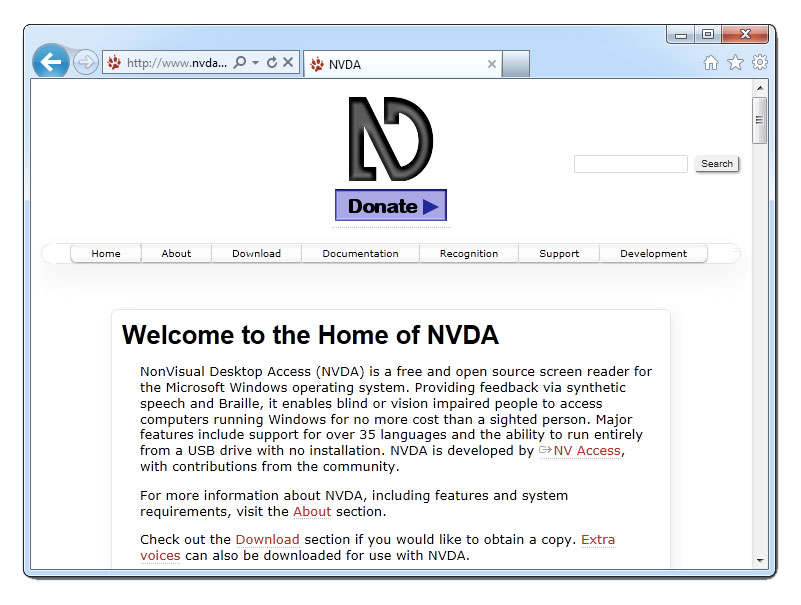 http://www.nvda...
NVDA
Search
Donate
Home
About
Download
Documentation
Recognition
Support
Development
Welcome to the Home of NVDA
NonVisual Desktop Access (NVDA) is a free and open source screen reader for
the Microsoft Windows operating system. Providing feedback via synthetic
speech and Braille, it enables blind or vision impaired people to access
computers running Windows for no more cost than a sighted person. Major
features include support for over 35 languages and the ability to run entirely
from a USB drive with no installation. NVDA is developed by NV Access,
with contributions from the community.
For more information about NVDA, including features and system
requirements, visit the About section.
Check out the Download section if you would like to obtain a copy. Extra
voices can also be downloaded for use with NVDA.